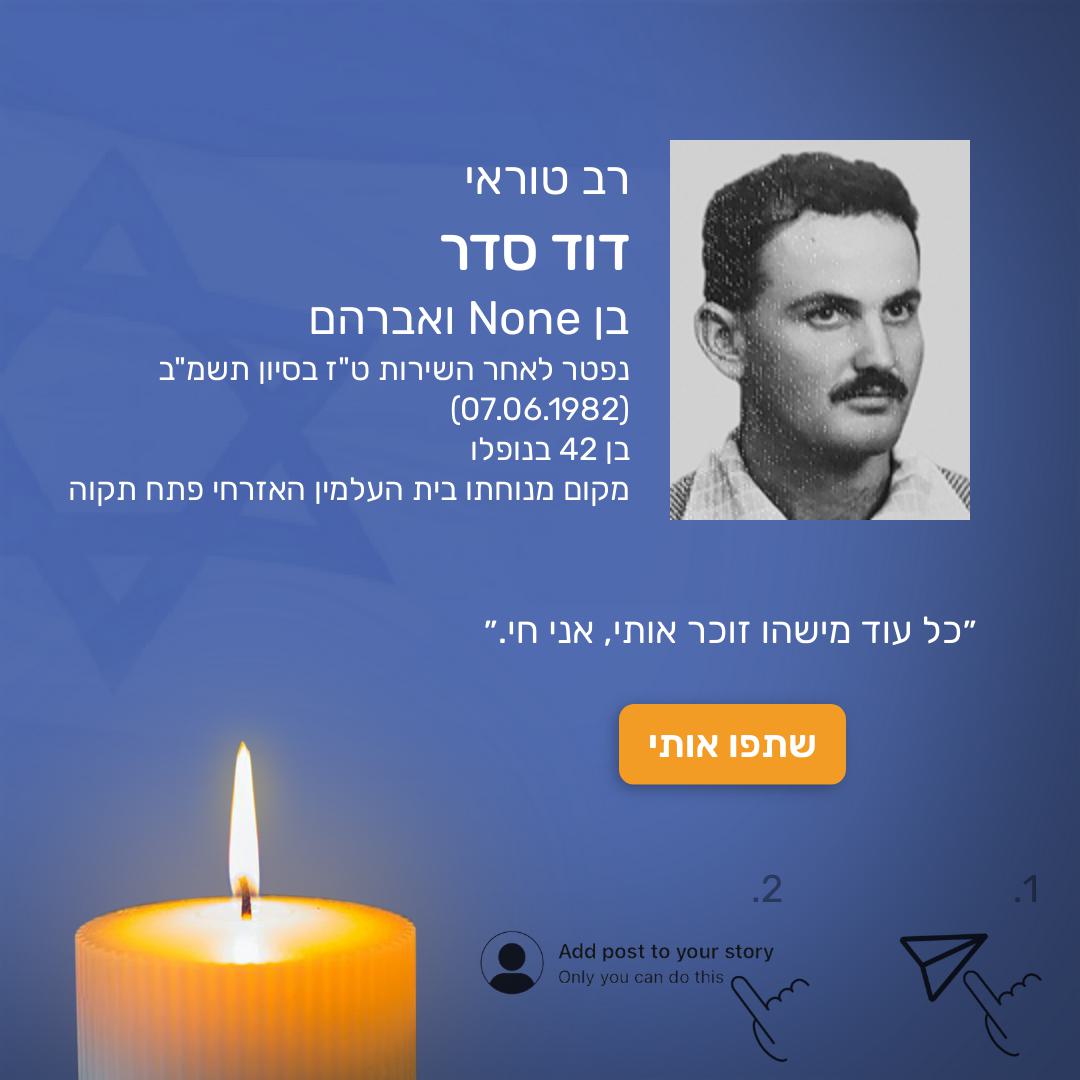 רב טוראי
דוד סדר
בן None ואברהם
נפטר לאחר השירות ט"ז בסיון תשמ"ב
(07.06.1982)
בן 42 בנופלו
מקום מנוחתו בית העלמין האזרחי פתח תקוה
״כל עוד מישהו זוכר אותי, אני חי.״
שתפו אותי
1.
2.
Add post to your story
Only you can do this